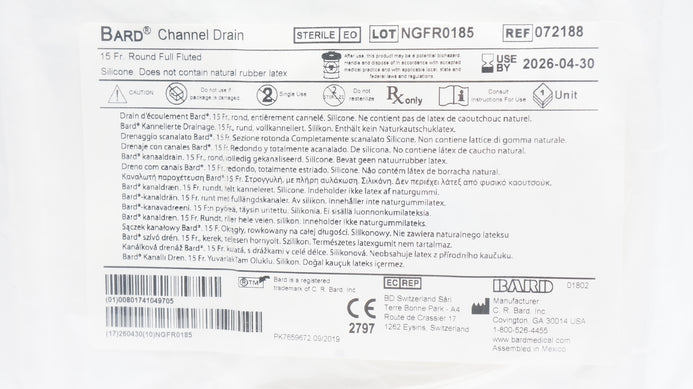 BARD® Channel Drain
STERILE EO
LOT NGFR0185
REF 072188
15 Fr. Round Full Fluted
Silicone. Does not contain natural rubber latex
After use, this product may be a potential biohazard.
Handle and dispose of in accordance with accepted
medical practice and with applicable local, state and
federal laws and regulations.
USE BY 2026-04-30
CAUTION
Do not use if package is damaged
2 Single Use
Do not resterilize
Rx only
Consult Instructions For Use
1 Unit
Drain d'écoulement Bard®. 15 Fr., rond, entièrement cannelé. Silicone. Ne contient pas de caoutchouc naturel.
Bard® Kannelierte Drainage. 15 Fr., rund, vollkanneliert. Silikon. Enthält kein Naturkautschuklatex.
Drenaggio scanalato Bard®. 15 Fr. Sezione rotonda Completamente scanalato Silicone. Non contiene lattice di gomma naturale.
Drenaje con canales Bard®. 15 Fr. Redondo y totalmente acanalado. De silicona. No contiene látex de caucho natural.
Bard® kanaaldrain. 15 Fr., rond, volledig gekanaliseerd. Silicone. Bevat geen natuurrubber latex.
Dreno com canais Bard®. 15 Fr., redondo, totalmente estriado. Silicone. Não contém látex de borracha natural.
Καναλωτή παροχέτευση Bard®. 15 Fr. Στρογγυλή, με πλήρη αυλάκωση. Σιλικόνη. Δεν περιέχει λάτεξ από φυσικό καουτσούκ.
Bard® kanaldræn. 15 Fr. rundt, helt kanneleret. Silicone. Indeholder ikke latex af naturgummi.
Bard®-kanaldrän. 15 Fr. runt med fullängdskanaler. Av silikon. Innehåller inte naturgummilatex.
Bard®-kanavadreeni. 15 F:n pyöreä, täysin uritettu. Silikonia. Ei sisällä luonnonkumilateksia.
Bard® kanaldren. 15 Fr. Rundt, riller hele veien. silikon. Inneholder ikke naturgummilateks.
Sączek kanałowy Bard®. 15 F. Okrągły, rowkowany na całej długości. Silikonowy. Nie zawiera naturalnego lateksu
Bard® szívó drén. 15 Fr., kerek, teljesen hornyolt. Szilikon. Természetes latexgumit nem tartalmaz.
Kanálková drenáž Bard®. 15 Fr. kulatá, s drážkami v celé délce. Silikonová. Neobsahuje latex z přírodního kaučuku.
Bard® Kanallı Dren. 15 Fr. Yuvarlak Tam Oluklu. Silikon. Doğal kauçuk lateks içermez.
(01)00801741049705
(17)260430(10)NGFR0185
®TM Bard is a registered
trademark of C. R. Bard, Inc.
PK7659672 09/2019
CE
2797
EC REP
BD Switzerland Sàrl
Terre Bonne Park - A4
Route de Crassier 17
1262 Eysins, Switzerland
BARD 01802
Manufacturer
C. R. Bard, Inc.
Covington, GA 30014 USA
1-800-526-4455
www.bardmedical.com
Assembled in Mexico